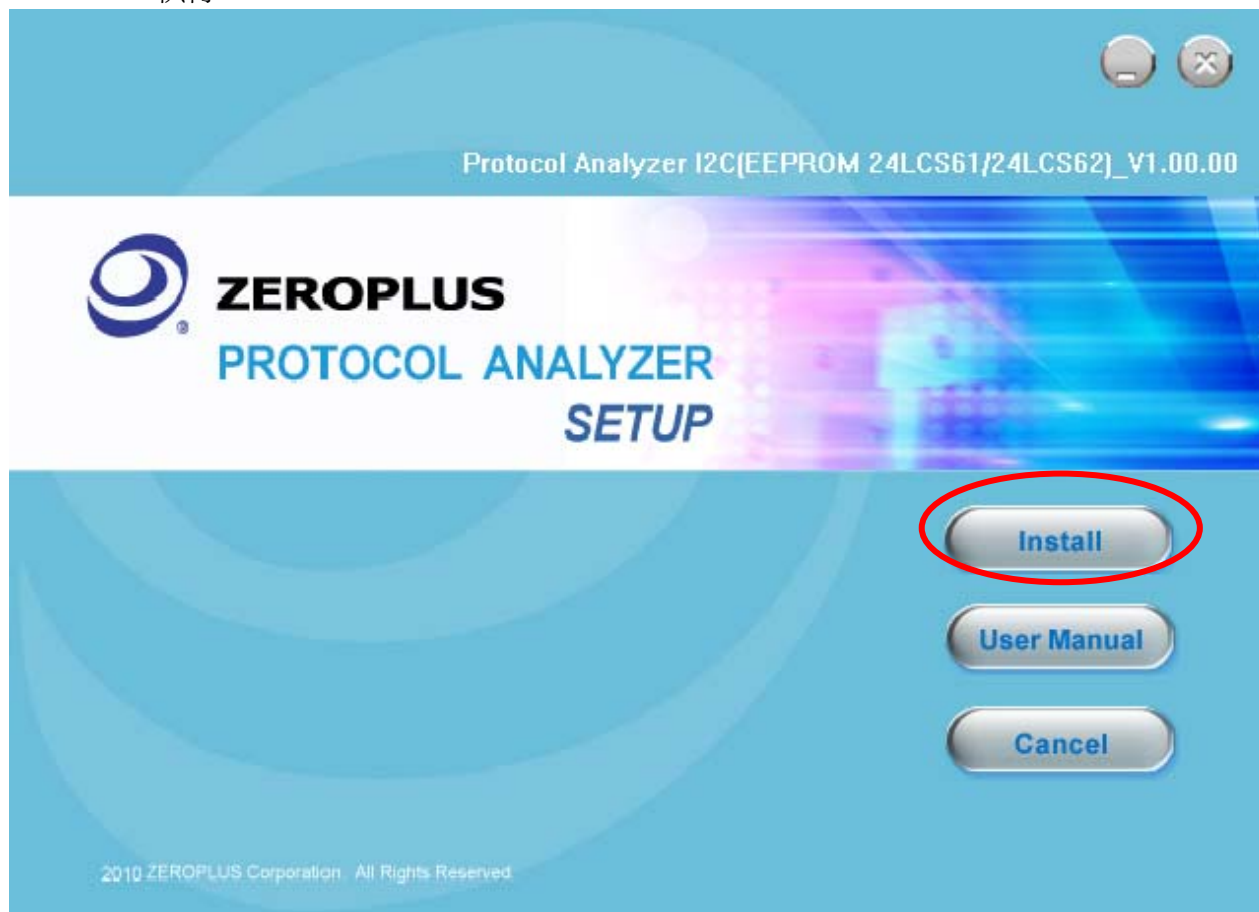 Protocol Analyzer I2C(EEPROM 24LCS61/24LCS62)_V1.00.00
ZEROPLUS
®
PROTOCOL ANALYZER
SETUP
Install
User Manual
Cancel
2010 ZEROPLUS Corporation. All Rights Reserved